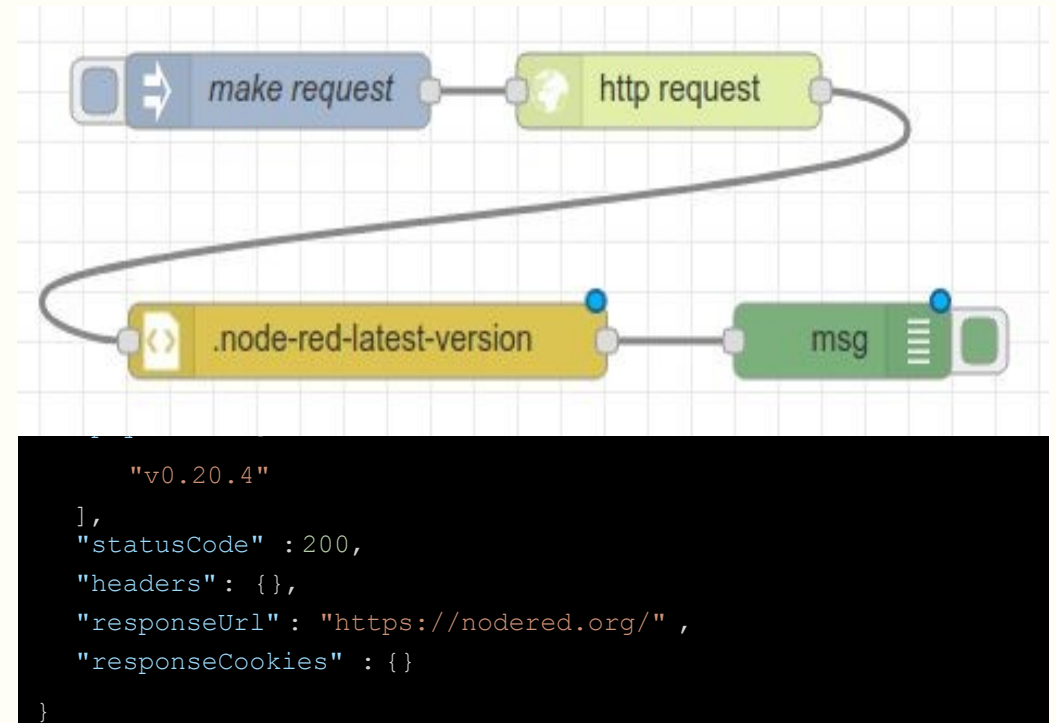 make request
http request
.node-red-latest-version
msg
"v0.20.4"
],
"statusCode" : 200,
"headers": {},
"responseUrl": "https://nodered.org/" ,
"responseCookies" : {}
}